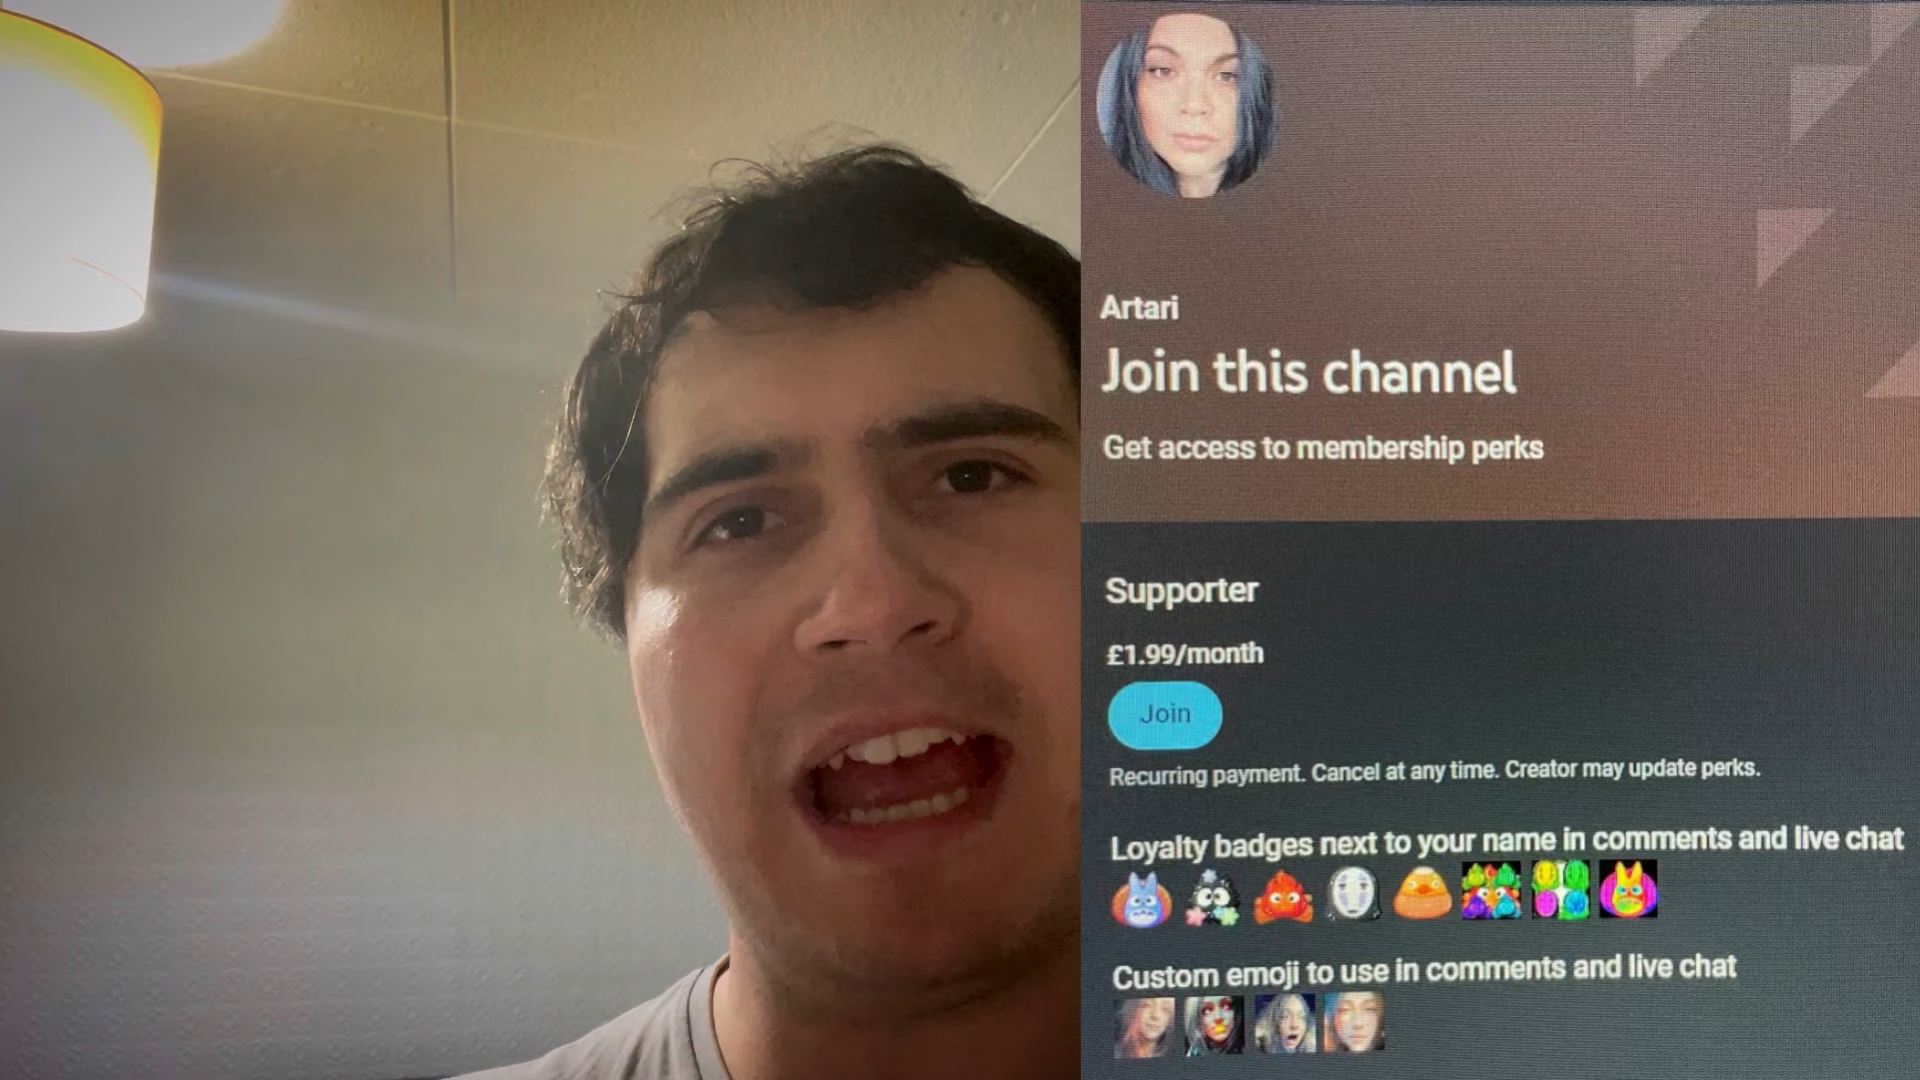 Artari
Join this channel
Get access to membership perks
Supporter
£1.99/month
Join
Recurring payment. Cancel at any time. Creator may update perks.
Loyalty badges next to your name in comments and live chat
Custom emoji to use in comments and live chat